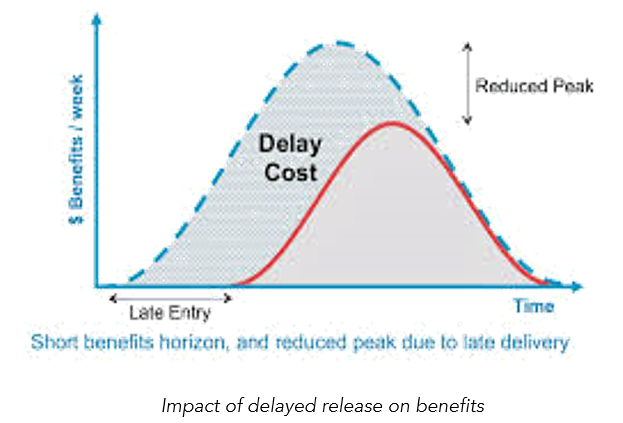 $ Benefits / week
Reduced Peak
Delay
Cost
Late Entry
Time
Short benefits horizon, and reduced peak due to late delivery
Impact of delayed release on benefits